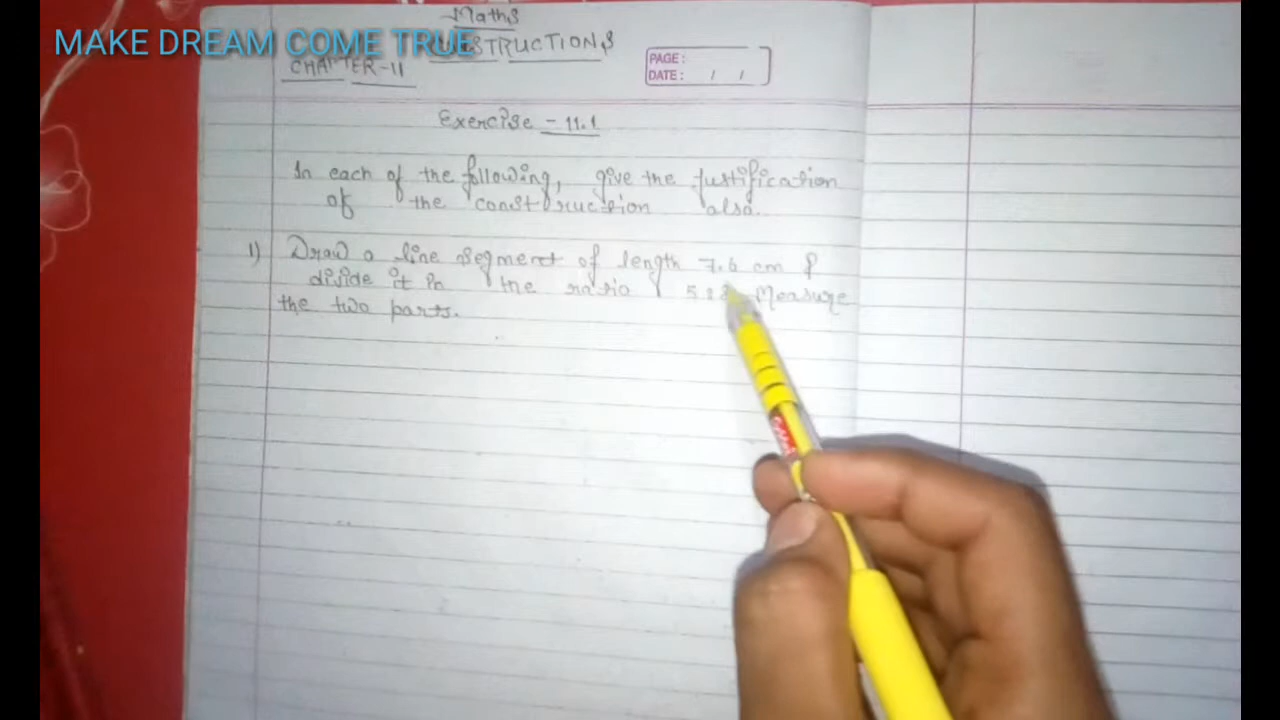 Maths
MAKE DREAM COME TRUE
CHAPTER-11
PAGE:
DATE: / /
Exercise - 11.1
In each of the following, give the justification
of the construction also.
1) Draw a line segment of length 7.6 cm &
divide it in the ratio 5:8 Measure
the two parts.